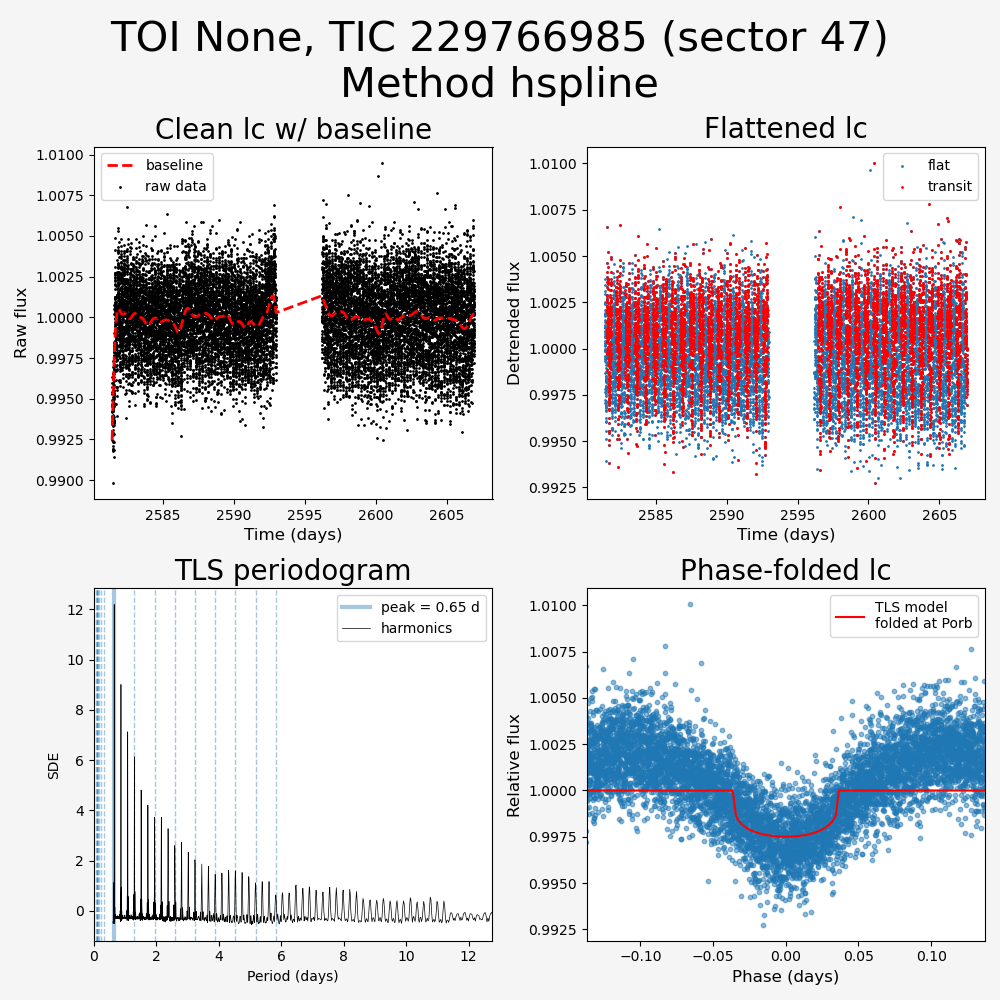 TOI None, TIC 229766985 (sector 47)
Method hspline
Clean lc w/ baseline
Flattened lc
1.0100
1.0075
1.0050
1.0025
1.0000
0.9975
0.9950
0.9925
0.9900
Raw flux
baseline
raw data
2585
2590
2595
2600
2605
Time (days)
1.0100
1.0075
1.0050
1.0025
1.0000
0.9975
0.9950
0.9925
Detrended flux
flat
transit
2585
2590
2595
2600
2605
Time (days)
TLS periodogram
Phase-folded lc
12
10
8
6
4
2
0
SDE
peak = 0.65 d
harmonics
0
2
4
6
8
10
12
Period (days)
1.0100
1.0075
1.0050
1.0025
1.0000
0.9975
0.9950
0.9925
Relative flux
TLS model
folded at Porb
−0.10
−0.05
0.00
0.05
0.10
Phase (days)